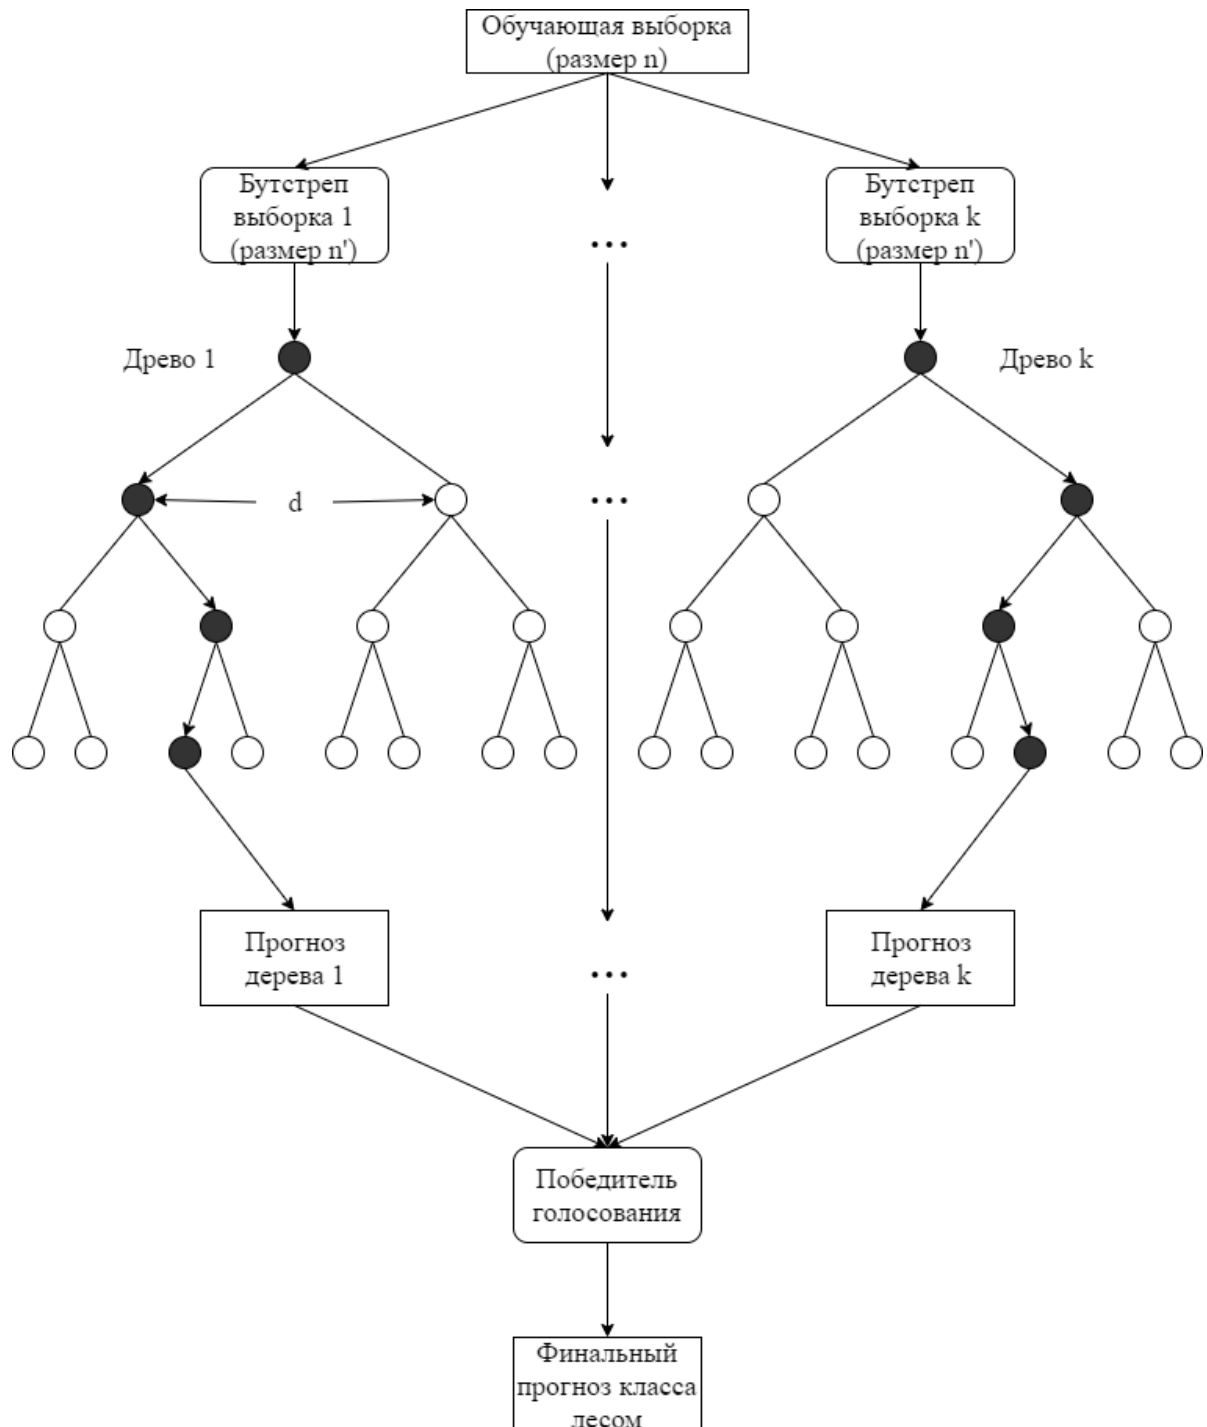 Обучающая выборка
(размер n)
Бутстреп
выборка 1
(размер n')
...
Бутстреп
выборка k
(размер n')
Древо 1
Древо k
d
...
Прогноз
дерева 1
...
Прогноз
дерева k
Победитель
голосования
Финальный
прогноз класса
лесом